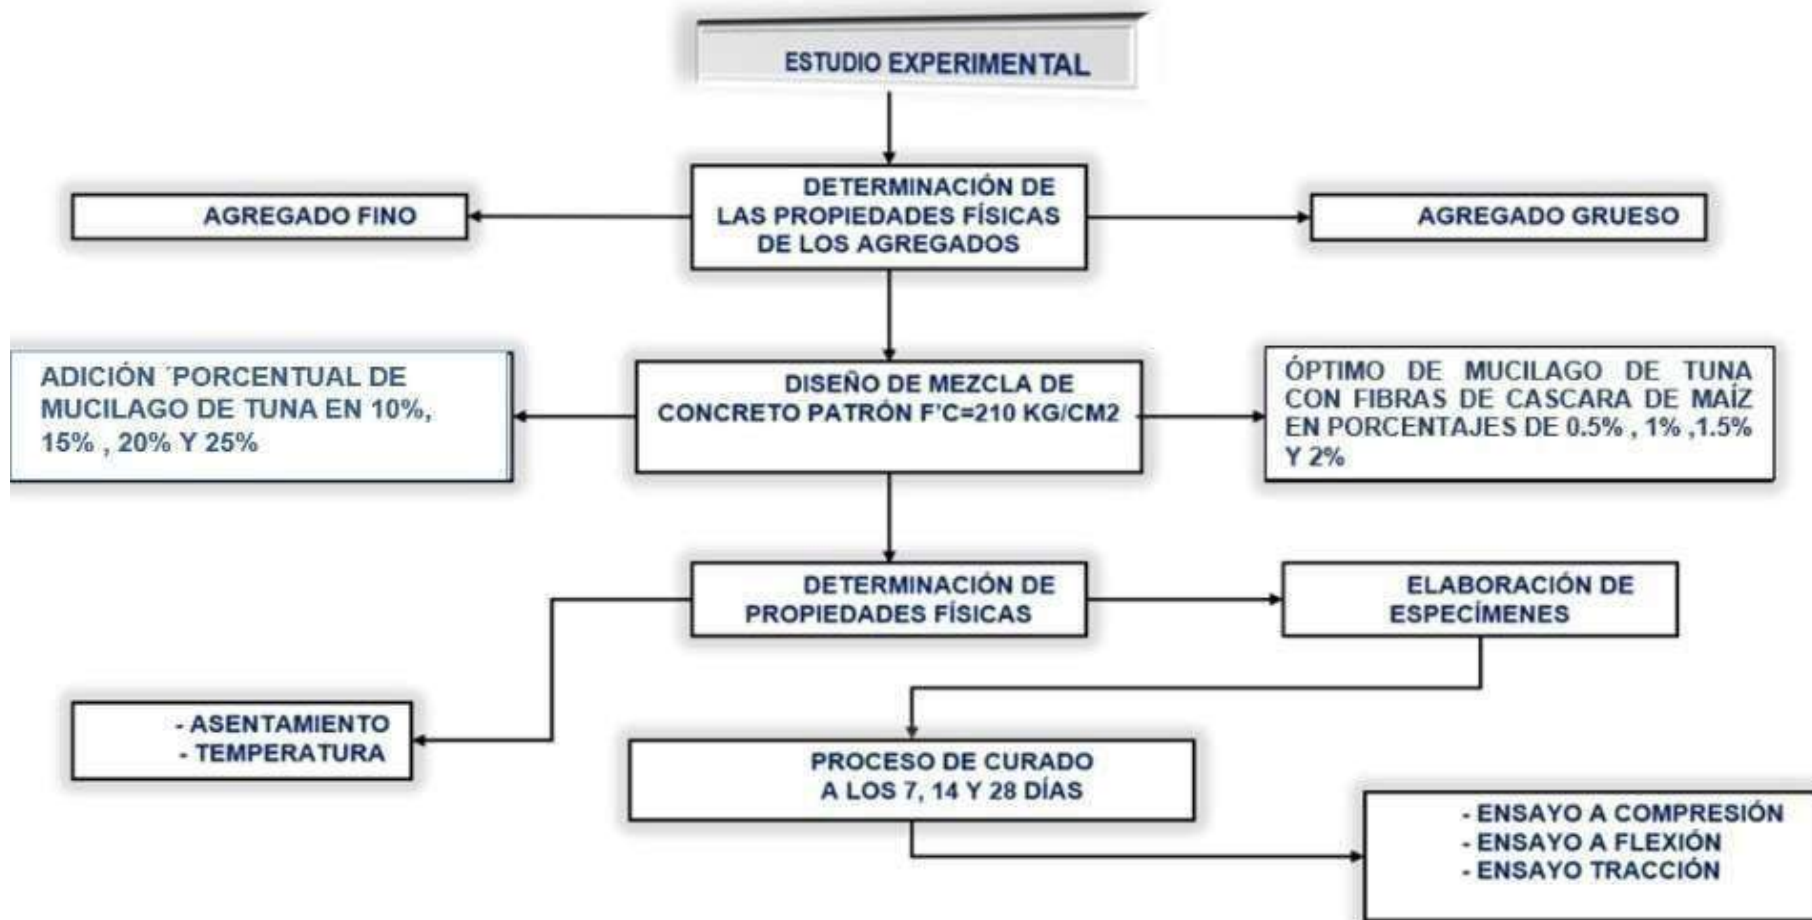 ESTUDIO EXPERIMENTAL
DETERMINACIÓN DE
LAS PROPIEDADES FÍSICAS
DE LOS AGREGADOS
AGREGADO FINO
AGREGADO GRUESO
ADICIÓN ´PORCENTUAL DE
MUCILAGO DE TUNA EN 10%,
15% , 20% Y 25%
DISEÑO DE MEZCLA DE
CONCRETO PATRÓN F'C=210 KG/CM2
ÓPTIMO DE MUCILAGO DE TUNA
CON FIBRAS DE CASCARA DE MAÍZ
EN PORCENTAJES DE 0.5% , 1% ,1.5%
Y 2%
DETERMINACIÓN DE
PROPIEDADES FÍSICAS
ELABORACIÓN DE
ESPECÍMENES
- ASENTAMIENTO
- TEMPERATURA
PROCESO DE CURADO
A LOS 7, 14 Y 28 DÍAS
- ENSAYO A COMPRESIÓN
- ENSAYO A FLEXIÓN
- ENSAYO TRACCIÓN